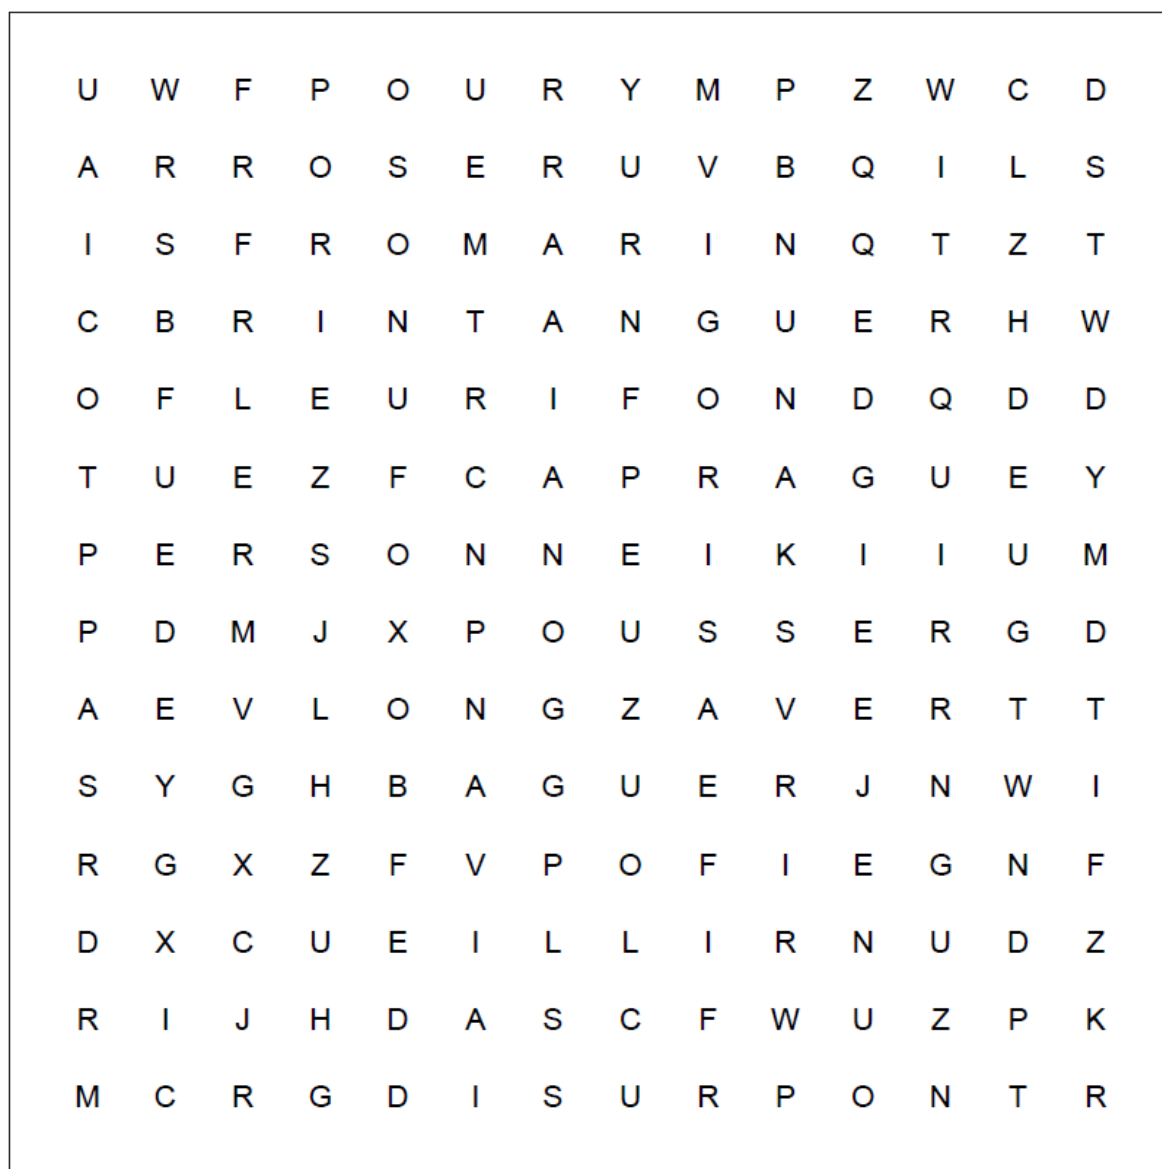 U W F P O U R Y M P Z W C D
A R R O S E R U V B Q I L S
I S F R O M A R I N Q T Z T
C B R I N T A N G U E R H W
O F L E U R I F O N D Q D D
T U E Z F C A P R A G U E Y
P E R S O N N E I K I I U M
P D M J X P O U S S E R G D
A E V L O N G Z A V E R T T
S Y G H B A G U E R J N W I
R G X Z F V P O F I E G N F
D X C U E I L L I R N U D Z
R I J H D A S C F W U Z P K
M C R G D I S U R P O N T R